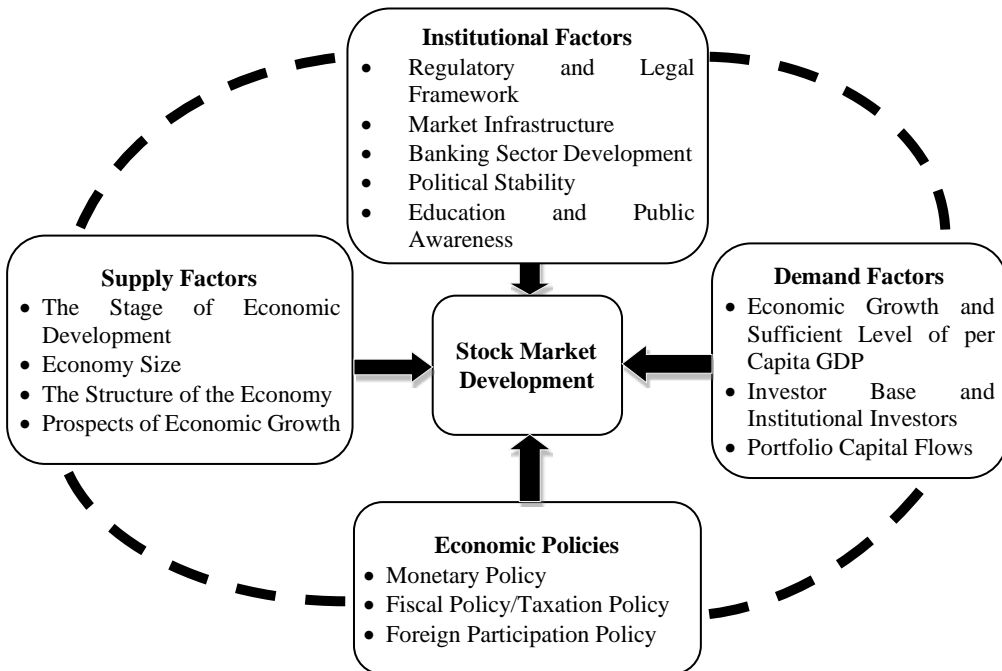 Institutional Factors
• Regulatory and Legal
Framework
• Market Infrastructure
• Banking Sector Development
• Political Stability
• Education and Public
Awareness
Supply Factors
• The Stage of Economic
Development
• Economy Size
• The Structure of the Economy
• Prospects of Economic Growth
Stock Market
Development
Demand Factors
• Economic Growth and
Sufficient Level of per
Capita GDP
• Investor Base and
Institutional Investors
• Portfolio Capital Flows
Economic Policies
• Monetary Policy
• Fiscal Policy/Taxation Policy
• Foreign Participation Policy